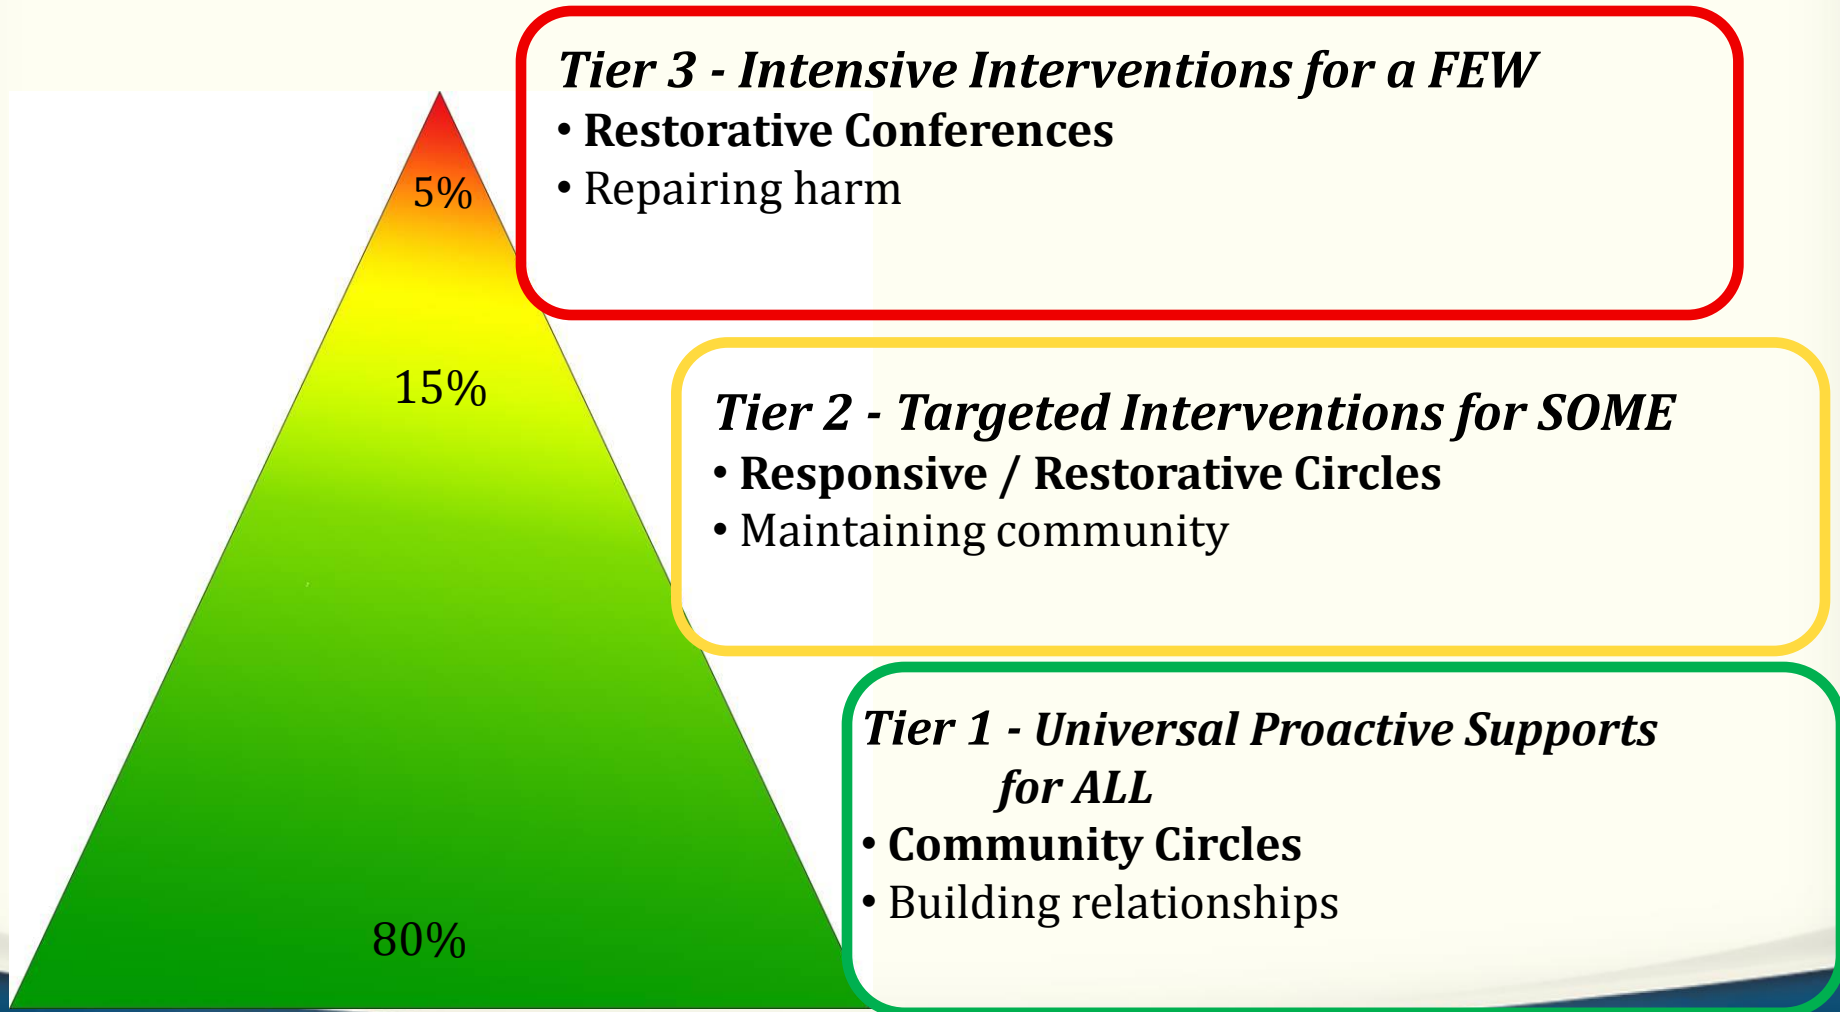 Tier 3 - Intensive Interventions for a FEW
• Restorative Conferences
• Repairing harm
5%
15%
Tier 2 - Targeted Interventions for SOME
• Responsive / Restorative Circles
• Maintaining community
Tier 1 - Universal Proactive Supports
for ALL
• Community Circles
• Building relationships
80%